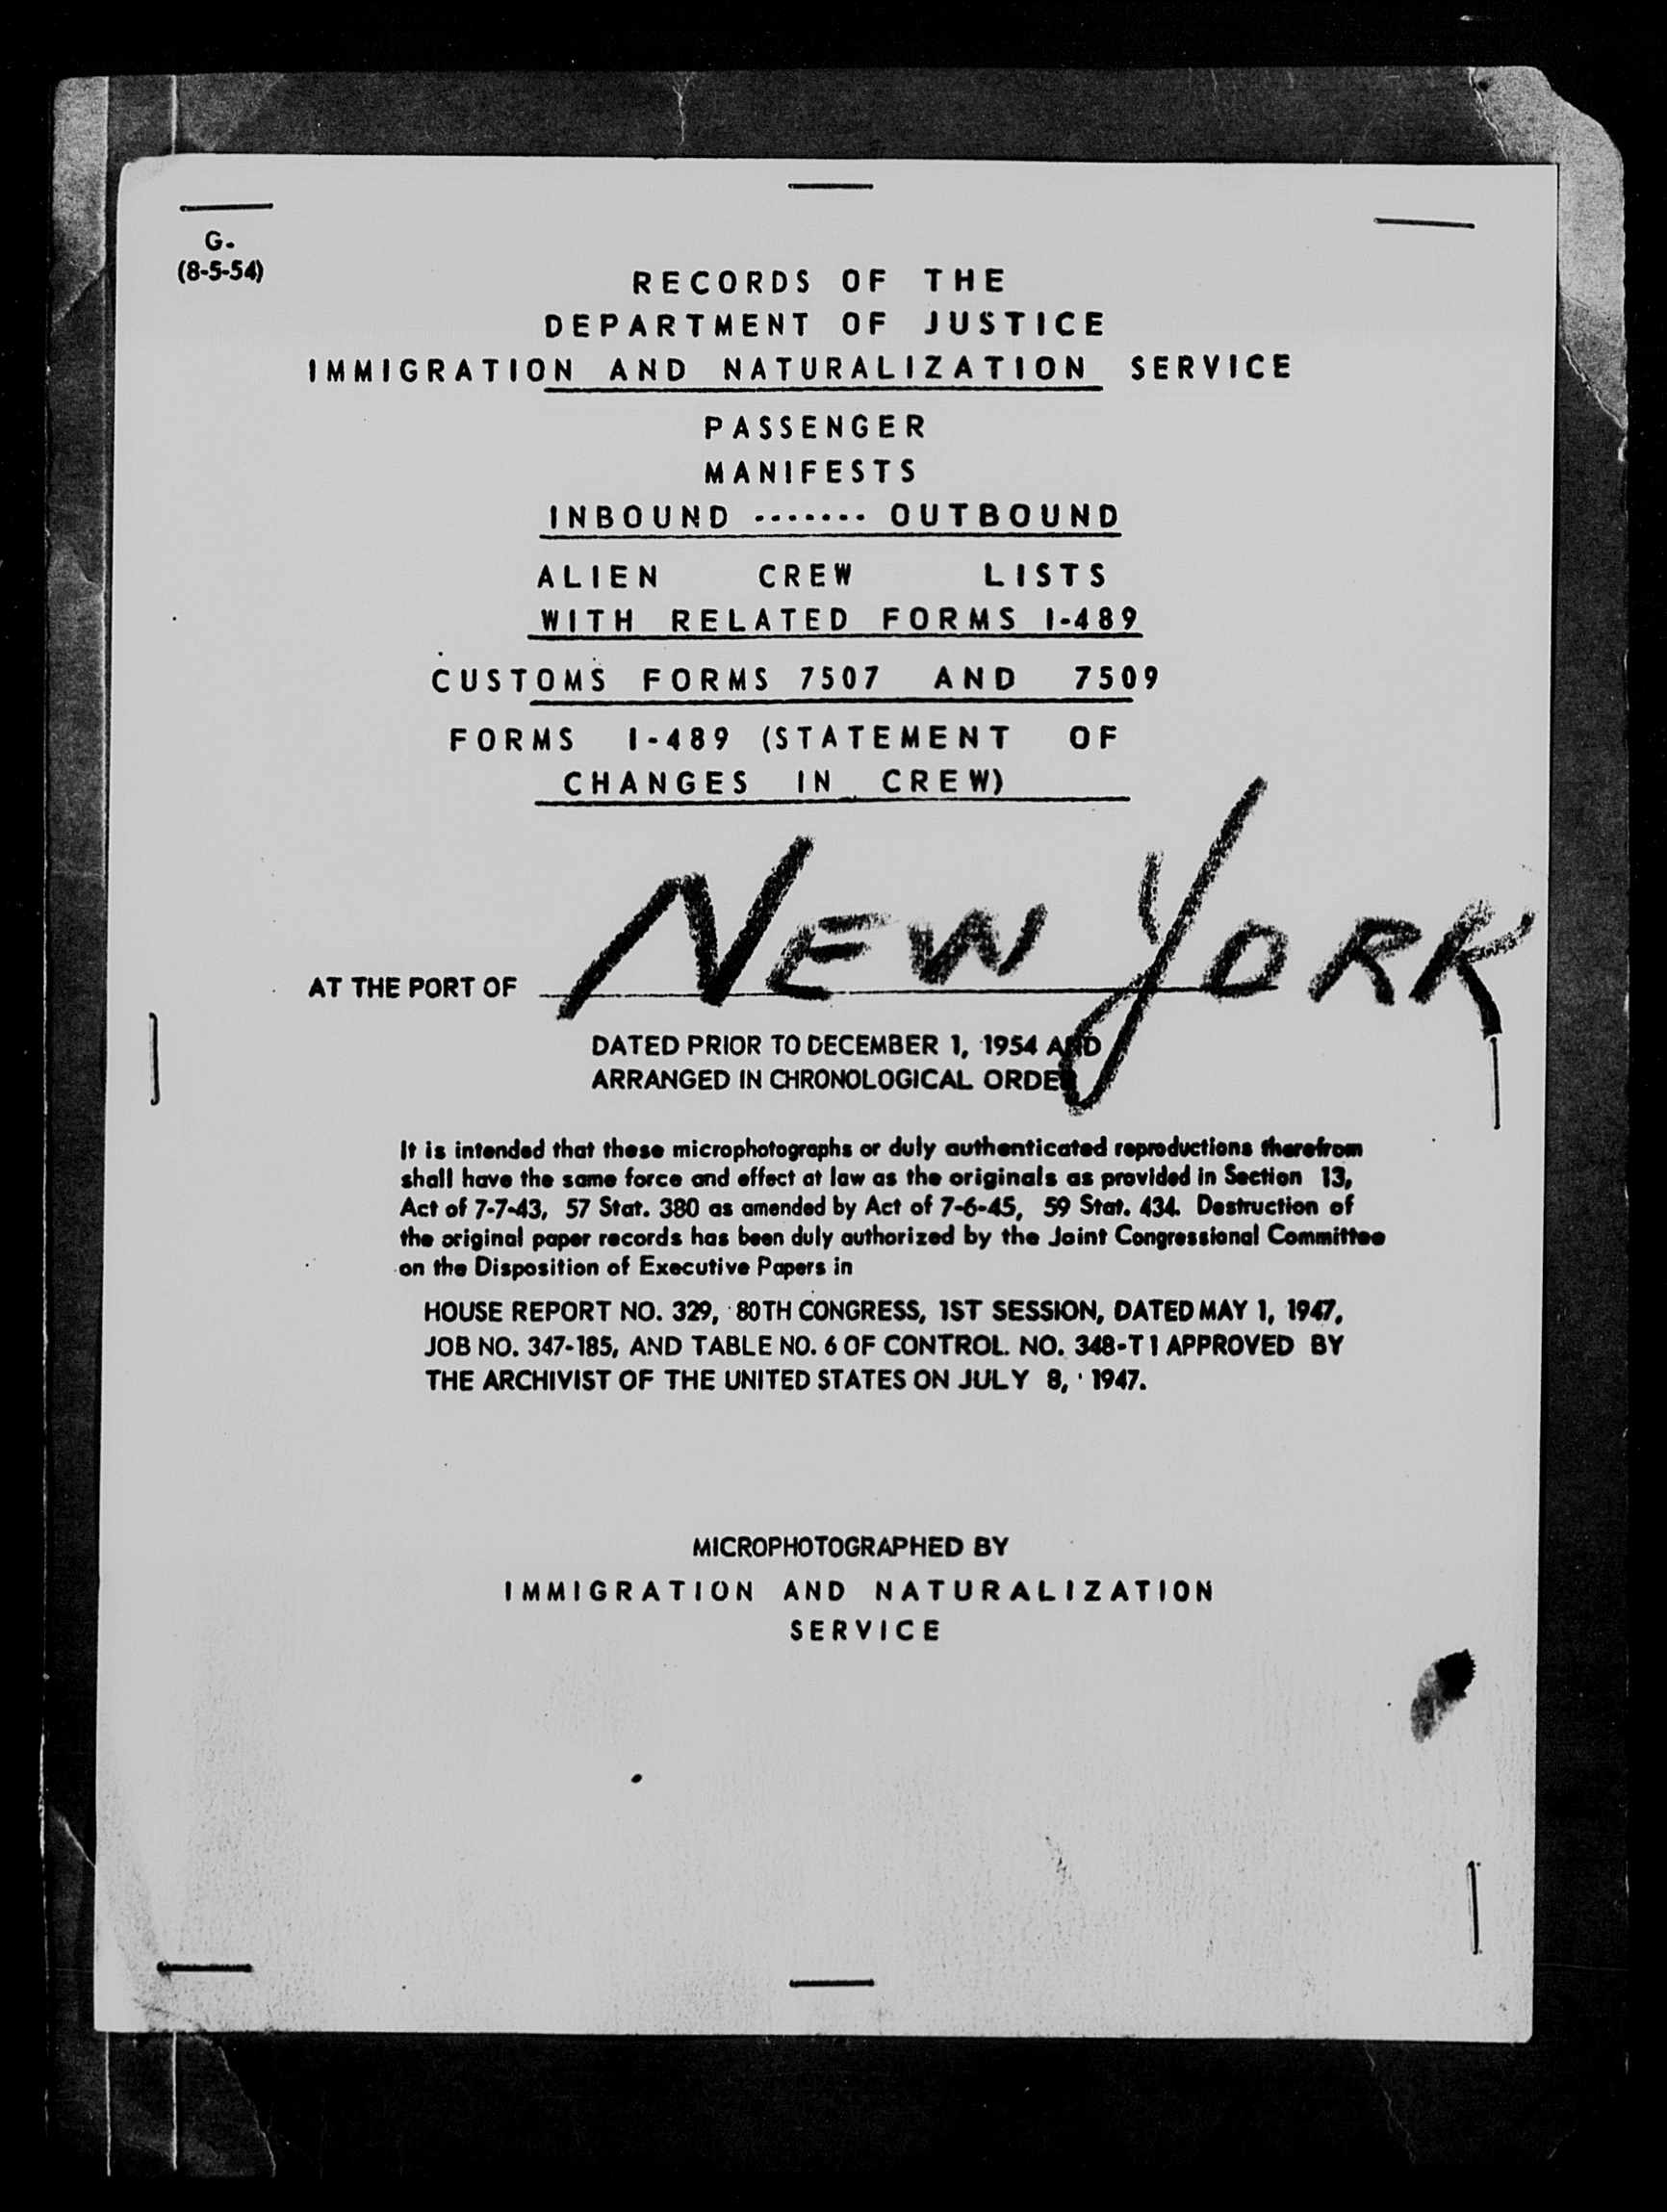 G.
(8-5-54)
RECORDS OF THE
DEPARTMENT OF JUSTICE
IMMIGRATION AND NATURALIZATION SERVICE
PASSENGER
MANIFESTS
INBOUND ------- OUTBOUND
ALIEN CREW LISTS
WITH RELATED FORMS I-489
CUSTOMS FORMS 7507 AND 7509
FORMS I-489 (STATEMENT OF
CHANGES IN CREW)
AT THE PORT OF NEW YORK
DATED PRIOR TO DECEMBER 1, 1954 AND
ARRANGED IN CHRONOLOGICAL ORDER
It is intended that these microphotographs or duly authenticated reproductions therefrom
shall have the same force and effect at law as the originals as provided in Section 13,
Act of 7-7-43, 57 Stat. 380 as amended by Act of 7-6-45, 59 Stat. 434. Destruction of
the original paper records has been duly authorized by the Joint Congressional Committee
on the Disposition of Executive Papers in
HOUSE REPORT NO. 329, 80TH CONGRESS, 1ST SESSION, DATED MAY 1, 1947,
JOB NO. 347-185, AND TABLE NO. 6 OF CONTROL. NO. 348-T1 APPROVED BY
THE ARCHIVIST OF THE UNITED STATES ON JULY 8, 1947.
MICROPHOTOGRAPHED BY
IMMIGRATION AND NATURALIZATION
SERVICE